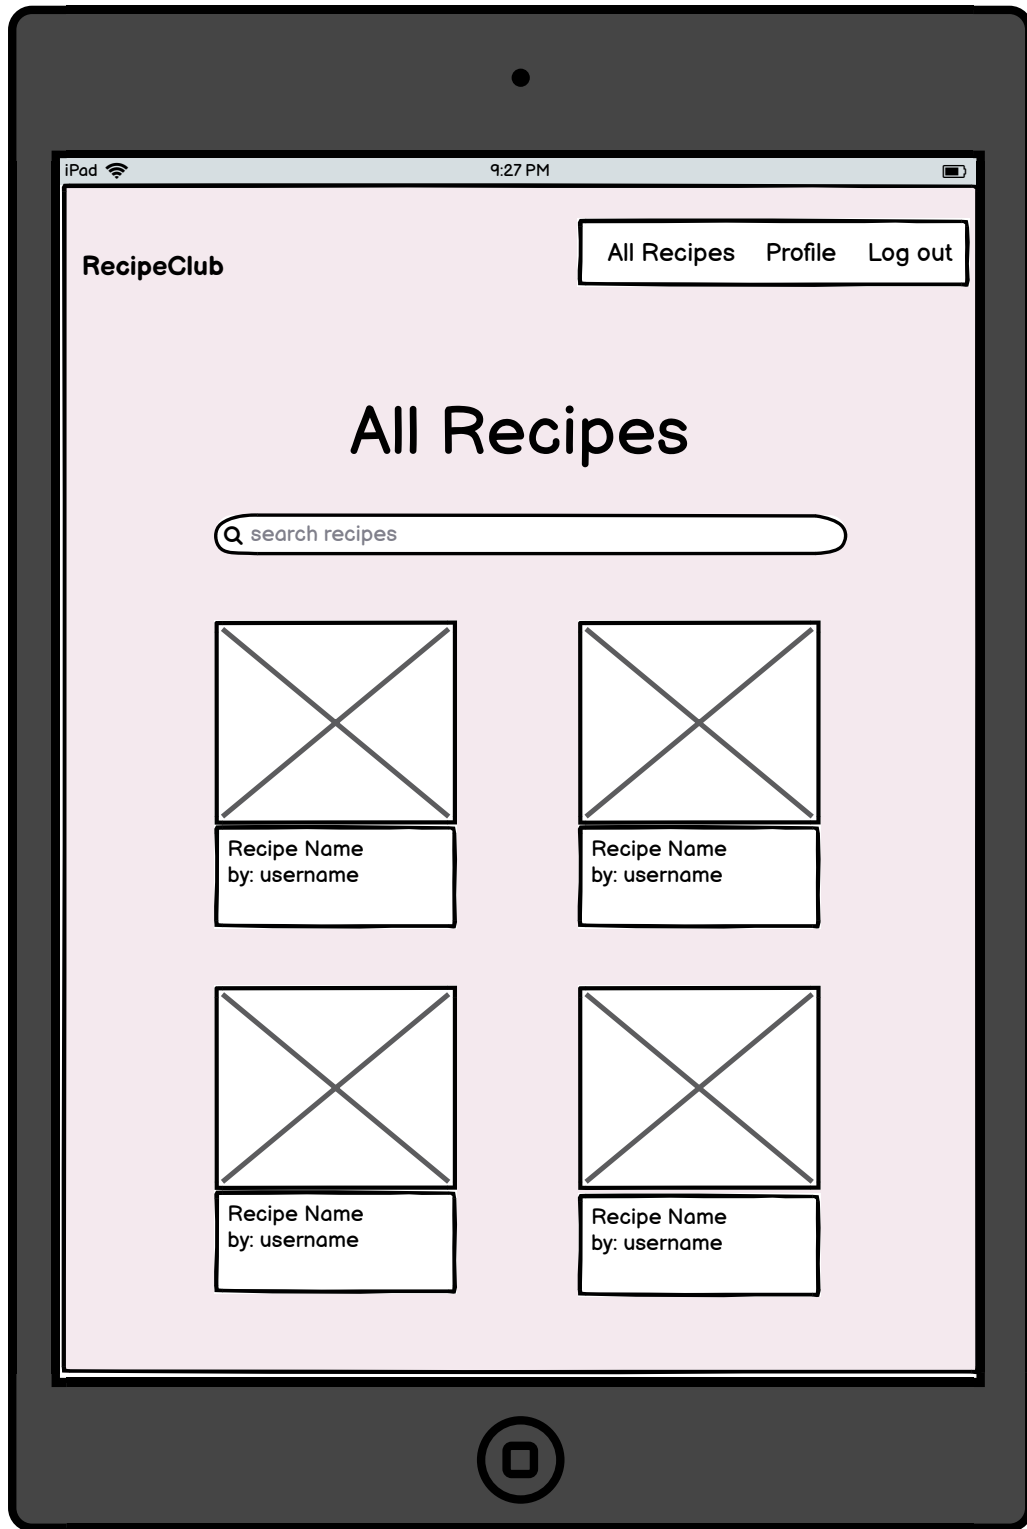 iPad 9:27 PM
RecipeClub
All Recipes Profile Log out
All Recipes
search recipes
Recipe Name
by: username
Recipe Name
by: username
Recipe Name
by: username
Recipe Name
by: username